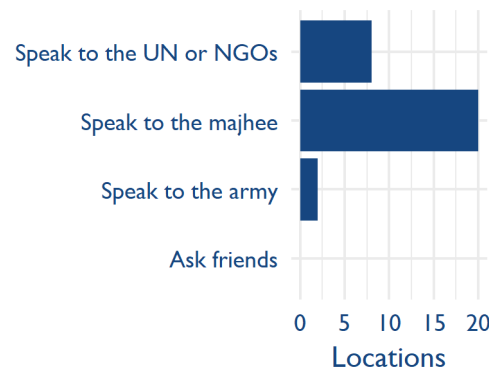 Speak to the UN or NGOs
Speak to the majhee
Speak to the army
Ask friends
0 5 10 15 20
Locations